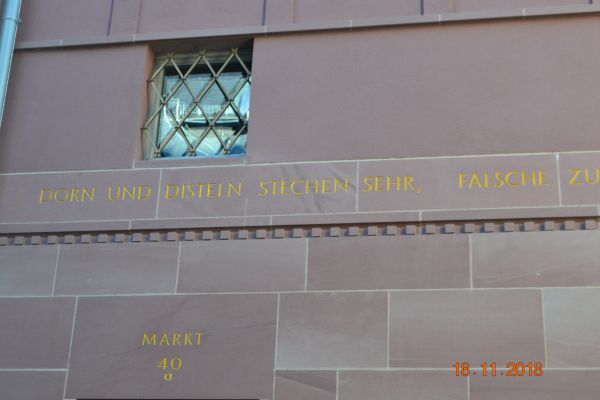 DORN UND DISTELN STECHEN SEHR, FALSCHE ZU
MARKT
40
a
18.11.2018